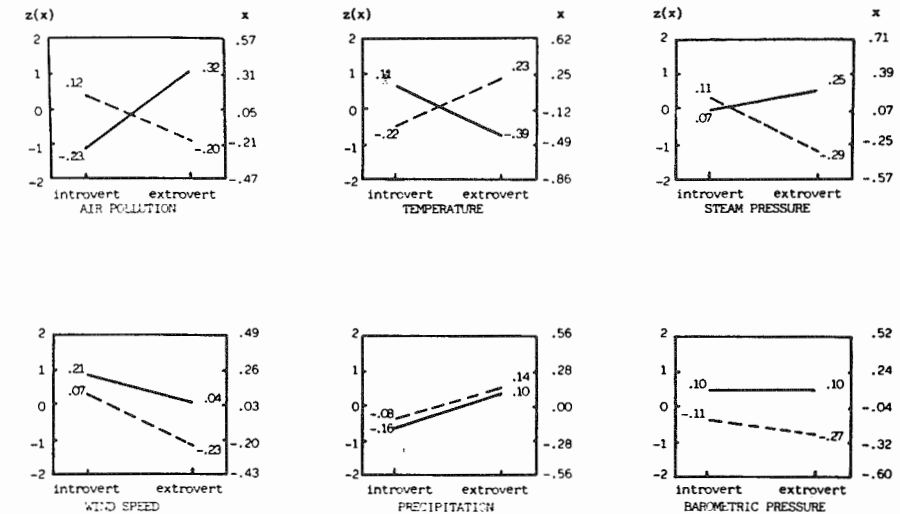 z(x) x
2 .57
1 .12 .32 .31
0 .05
-1 -.23 -.20 -.21
-2 -.47
introvert extrovert
AIR POLLUTION
z(x) x
2 .62
1 .11 .23 .25
0 -.12
-1 -.22 -.39 -.49
-2 -.86
introvert extrovert
TEMPERATURE
z(x) x
2 .71
1 .11 .25 .39
0 .07 .07
-1 -.29 -.25
-2 -.57
introvert extrovert
STEAM PRESSURE
2 .49
1 .21 .26
0 .07 .04 .03
-1 -.23 -.20
-2 -.43
introvert extrovert
WIND SPEED
2 .56
1 .14 .28
0 -.08 .10 .00
-1 -.16 -.28
-2 -.56
introvert extrovert
PRECIPITATION
2 .52
1 .10 .10 .24
0 -.11 -.04
-1 -.27 -.32
-2 -.60
introvert extrovert
BAROMETRIC PRESSURE